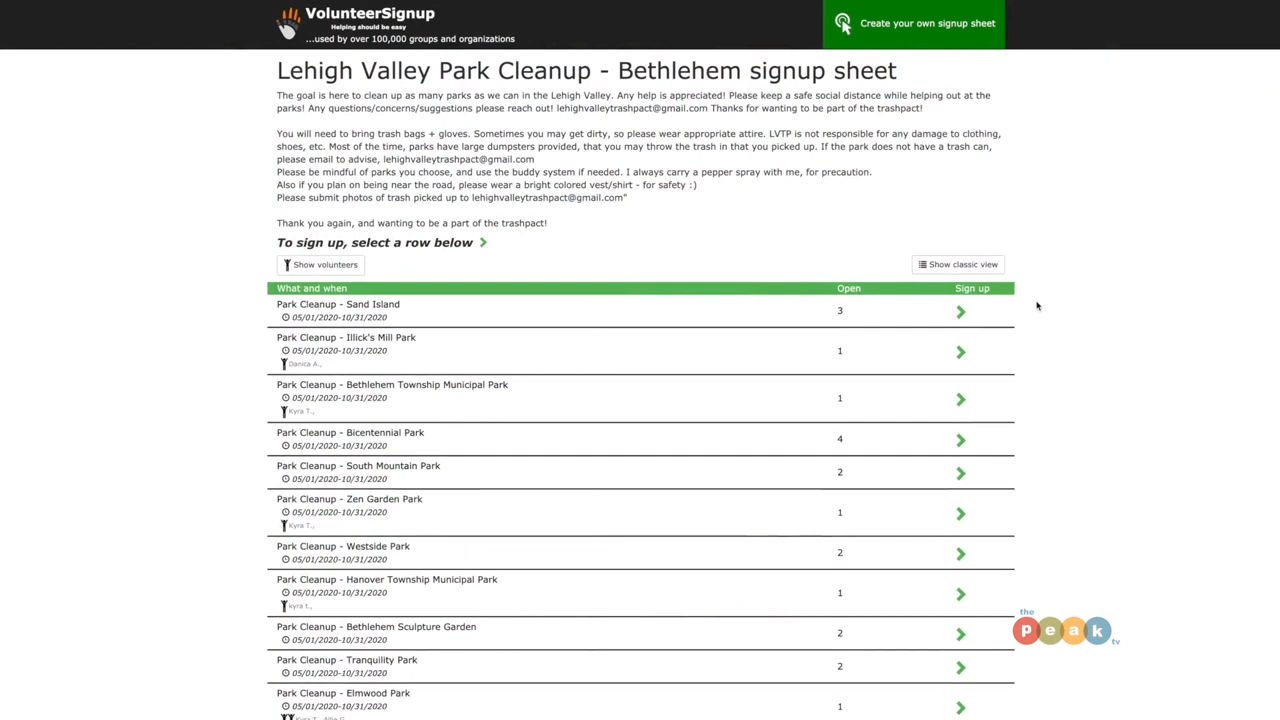 VolunteerSignup
Helping should be easy
...used by over 100,000 groups and organizations
Create your own signup sheet
Lehigh Valley Park Cleanup - Bethlehem signup sheet
The goal is here to clean up as many parks as we can in the Lehigh Valley. Any help is appreciated! Please keep a safe social distance while helping out at the
parks! Any questions/concerns/suggestions please reach out! lehighvalleytrashpact@gmail.com Thanks for wanting to be part of the trashpact!
You will need to bring trash bags + gloves. Sometimes you may get dirty, so please wear appropriate attire. LVTP is not responsible for any damage to clothing,
shoes, etc. Most of the time, parks have large dumpsters provided, that you may throw the trash in that you picked up. If the park does not have a trash can,
please email to advise, lehighvalleytrashpact@gmail.com
Please be mindful of parks you choose, and use the buddy system if needed. I always carry a pepper spray with me, for precaution.
Also if you plan on being near the road, please wear a bright colored vest/shirt - for safety :)
Please submit photos of trash picked up to lehighvalleytrashpact@gmail.com"
Thank you again, and wanting to be a part of the trashpact!
To sign up, select a row below
Show volunteers
Show classic view
What and when Open Sign up
Park Cleanup - Sand Island
05/01/2020-10/31/2020
3
Park Cleanup - Illick's Mill Park
05/01/2020-10/31/2020
1
Danica A.,
Park Cleanup - Bethlehem Township Municipal Park
05/01/2020-10/31/2020
1
Kyra T.,
Park Cleanup - Bicentennial Park
05/01/2020-10/31/2020
4
Park Cleanup - South Mountain Park
05/01/2020-10/31/2020
2
Park Cleanup - Zen Garden Park
05/01/2020-10/31/2020
1
Kyra T.,
Park Cleanup - Westside Park
05/01/2020-10/31/2020
2
Park Cleanup - Hanover Township Municipal Park
05/01/2020-10/31/2020
1
kyra t.,
Park Cleanup - Bethlehem Sculpture Garden
05/01/2020-10/31/2020
2
Park Cleanup - Tranquility Park
05/01/2020-10/31/2020
2
Park Cleanup - Elmwood Park
05/01/2020-10/31/2020
1
Kyra T., Allie G.
the
peak
tv